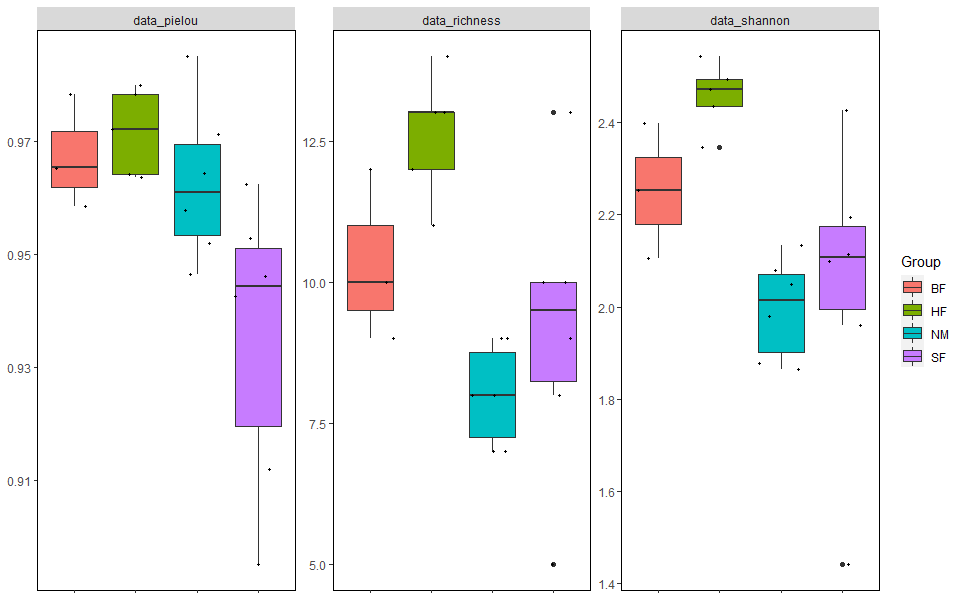 data_pielou
data_richness
data_shannon
0.97
0.95
0.93
0.91
12.5
10.0
7.5
5.0
2.4
2.2
2.0
1.8
1.6
1.4
Group
BF
HF
NM
SF